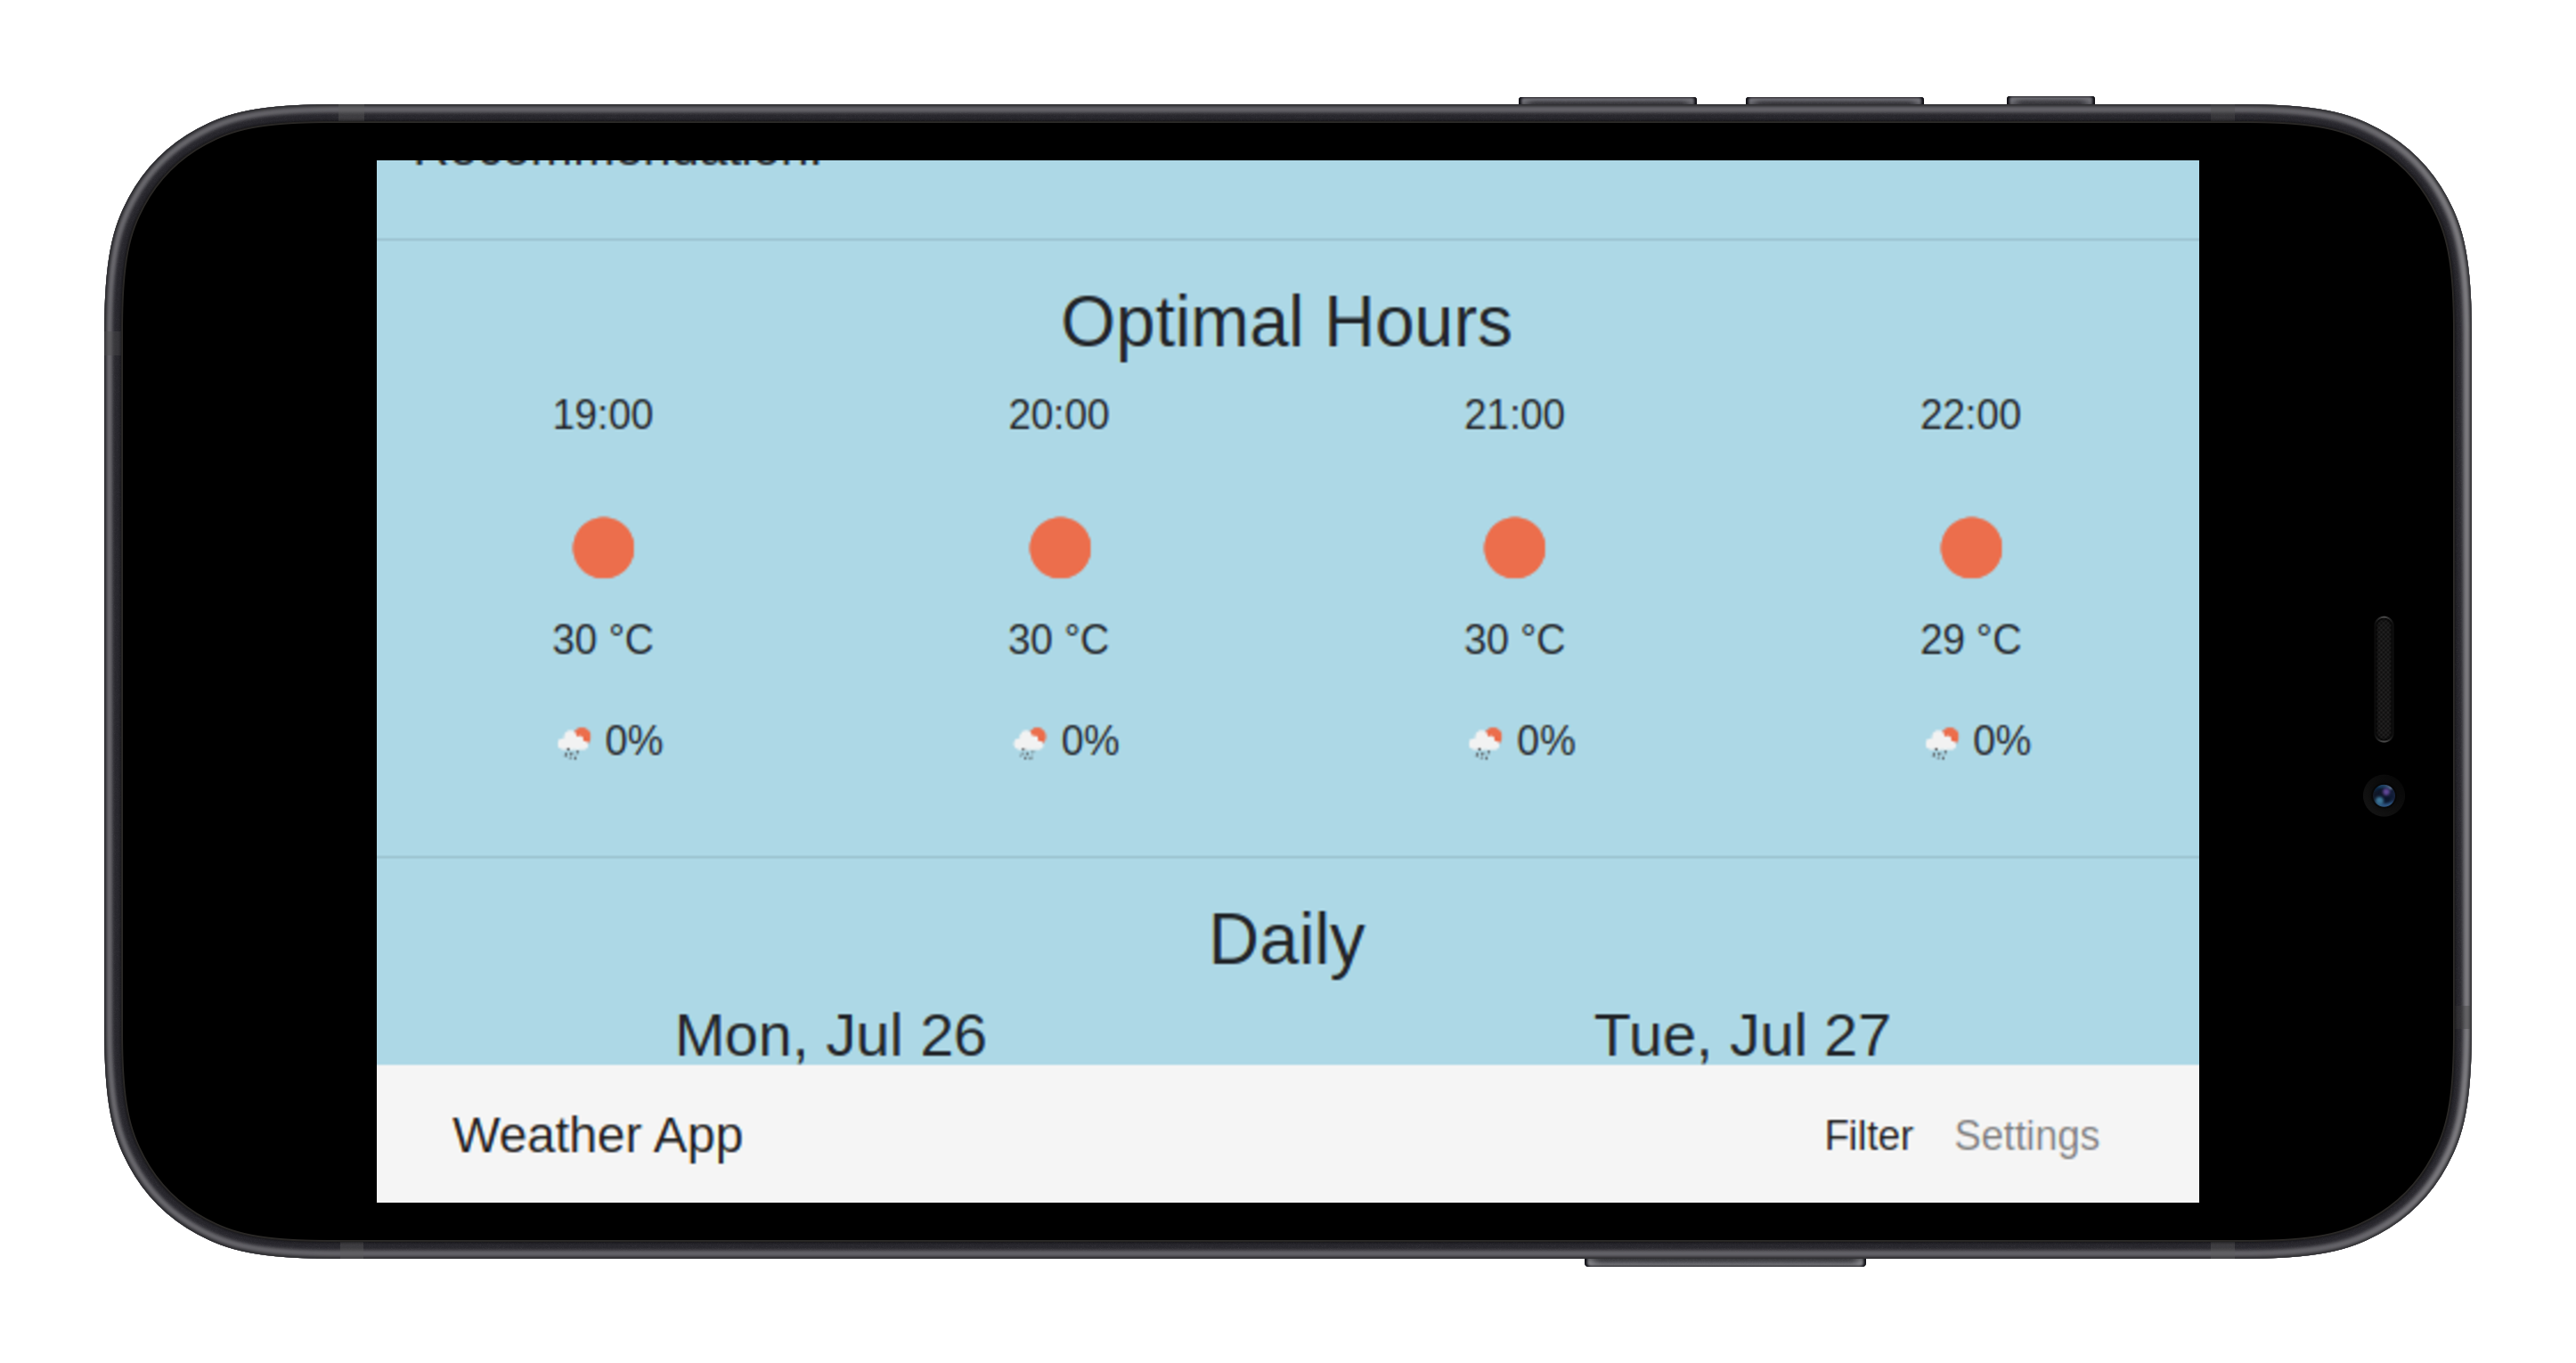 Recommendation:
Optimal Hours
19:00 20:00 21:00 22:00
30 °C 30 °C 30 °C 29 °C
0% 0% 0% 0%
Daily
Mon, Jul 26 Tue, Jul 27
Weather App Filter Settings